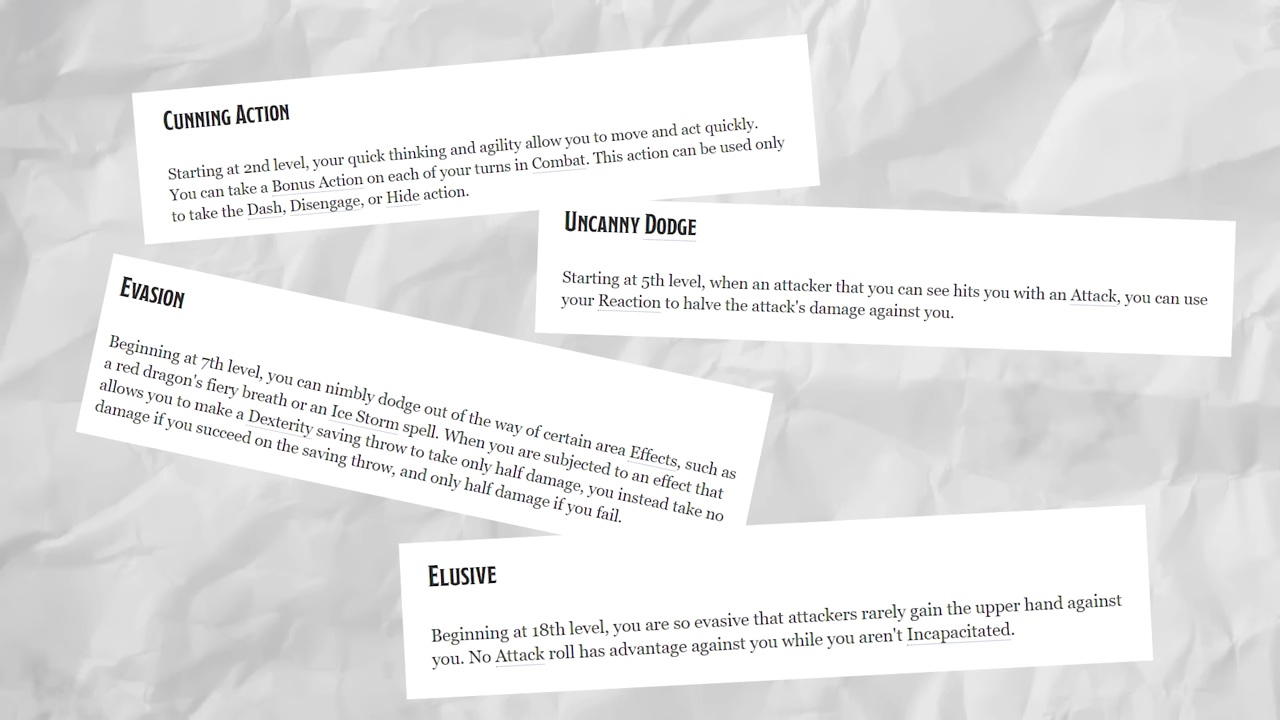 Cunning Action
Starting at 2nd level, your quick thinking and agility allow you to move and act quickly.
You can take a Bonus Action on each of your turns in Combat. This action can be used only
to take the Dash, Disengage, or Hide action.
Uncanny Dodge
Starting at 5th level, when an attacker that you can see hits you with an Attack, you can use
your Reaction to halve the attack's damage against you.
Evasion
Beginning at 7th level, you can nimbly dodge out of the way of certain area Effects, such as
a red dragon's fiery breath or an Ice Storm spell. When you are subjected to an effect that
allows you to make a Dexterity saving throw to take only half damage, you instead take no
damage if you succeed on the saving throw, and only half damage if you fail.
Elusive
Beginning at 18th level, you are so evasive that attackers rarely gain the upper hand against
you. No Attack roll has advantage against you while you aren't Incapacitated.